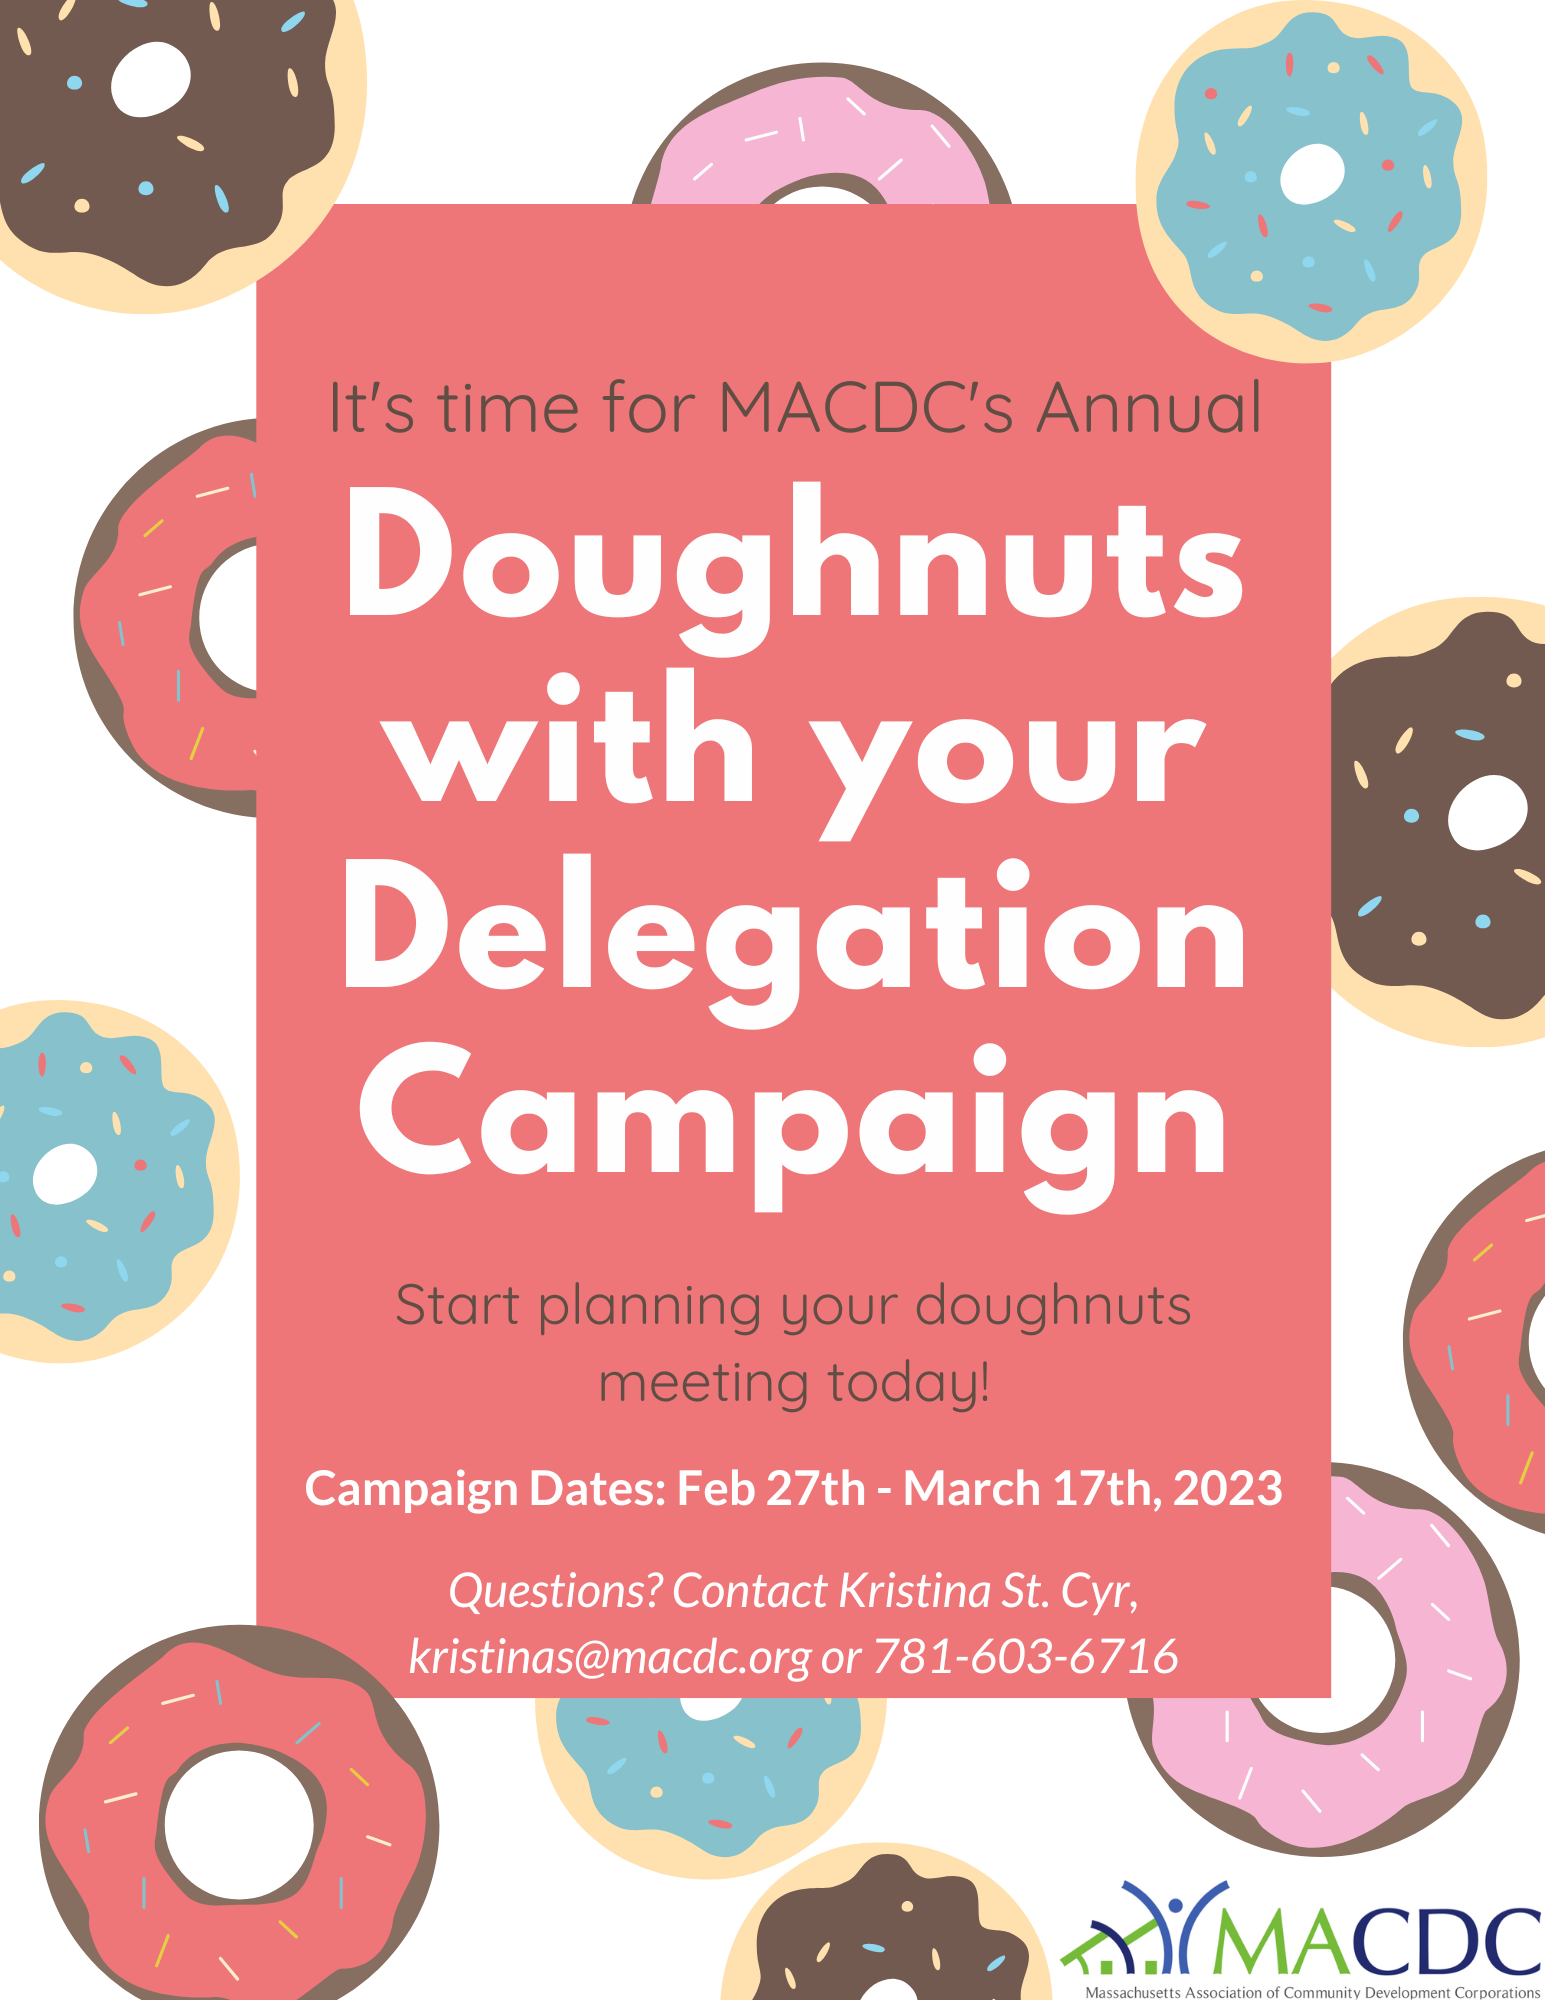 It's time for MACDC's Annual
Doughnuts
with your
Delegation
Campaign
Start planning your doughnuts
meeting today!
Campaign Dates: Feb 27th - March 17th, 2023
Questions? Contact Kristina St. Cyr,
kristinas@macdc.org or 781-603-6716
MACDC
Massachusetts Association of Community Development Corporations